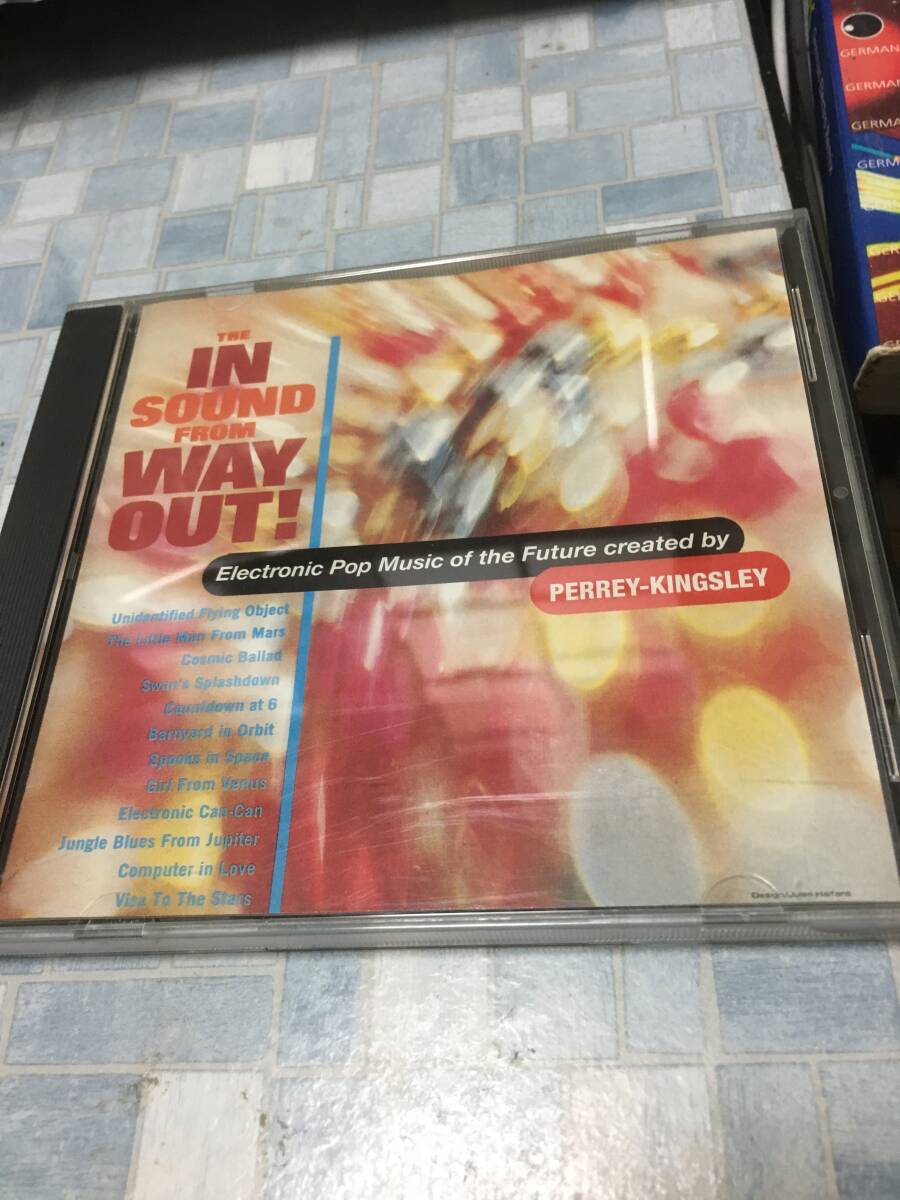 THE
IN
SOUND
FROM
WAY
OUT!
Electronic Pop Music of the Future created by
PERREY-KINGSLEY
Unidentified Flying Object
The Little Man From Mars
Cosmic Ballad
Swan's Splashdown
Countdown at 6
Barnyard in Orbit
Spooks in Space
Girl From Venus
Electronic Can-Can
Jungle Blues From Jupiter
Computer in Love
Visa To The Stars
GERMAN
GERMAN
GERMA
GERM